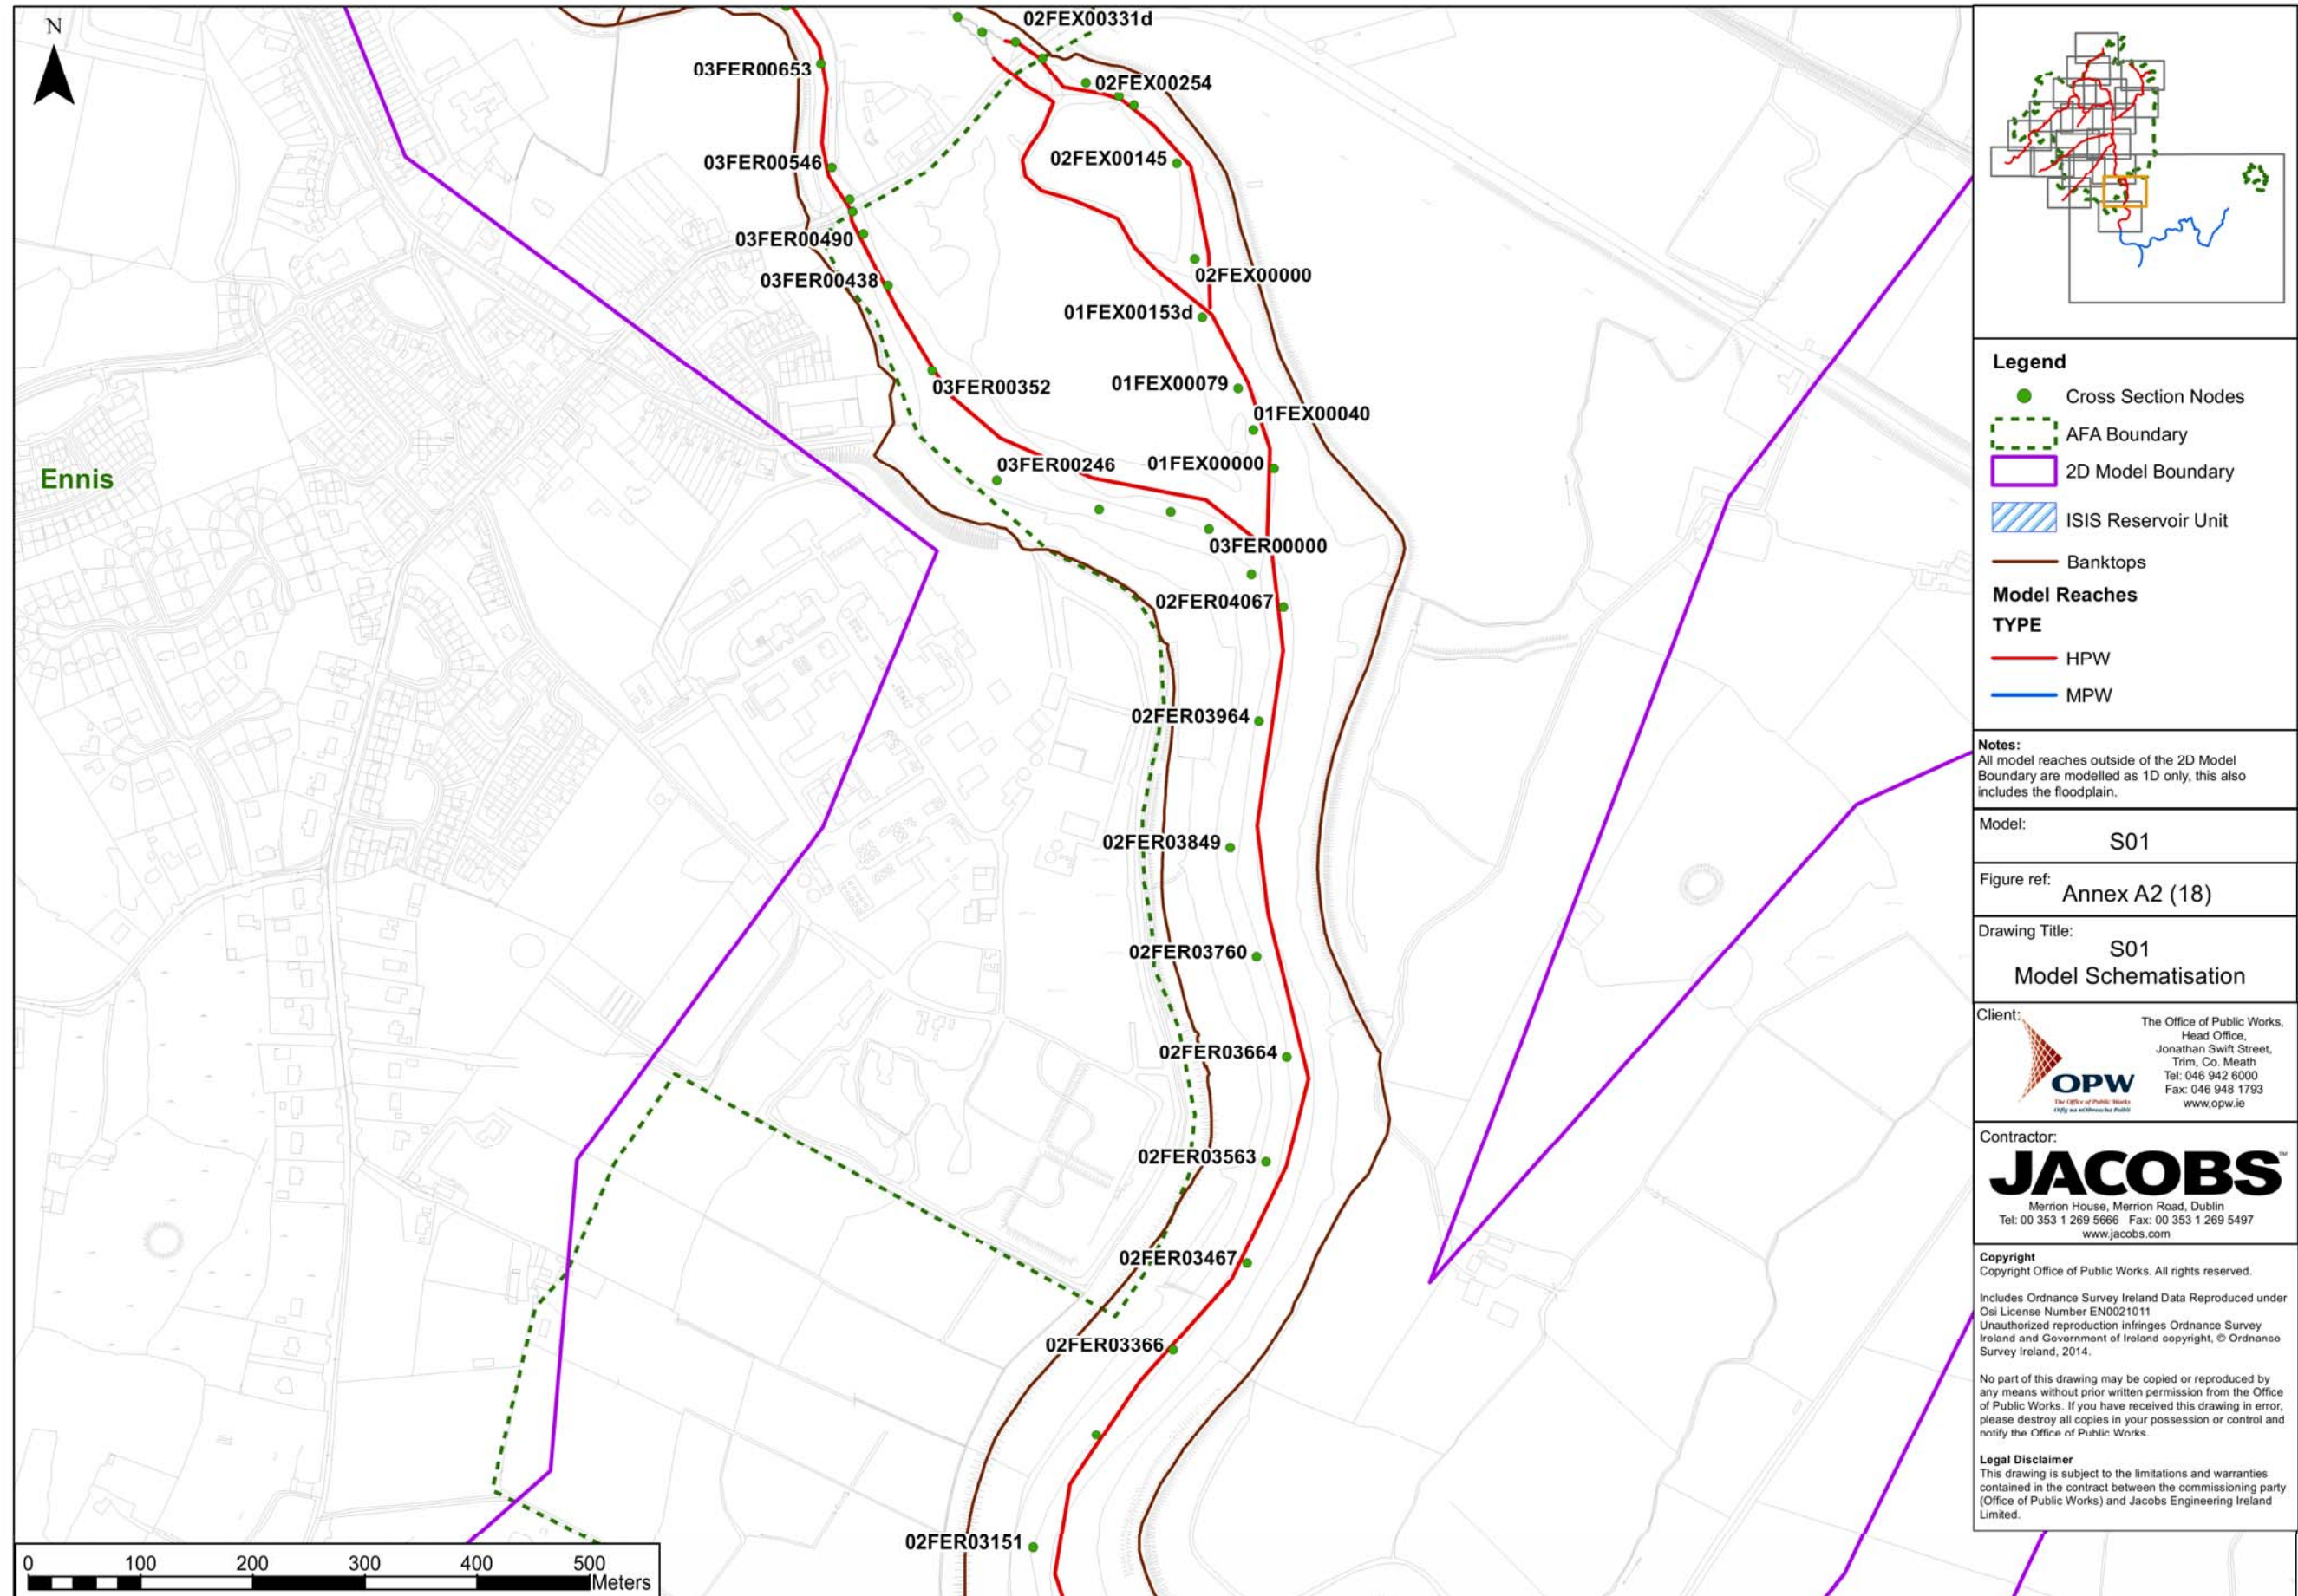 N
02FEX00331d
03FER00653
02FEX00254
03FER00546
02FEX00145
03FER00490
03FER00438
02FEX00000
01FEX00153d
03FER00352
01FEX00079
01FEX00040
03FER00246
01FEX00000
Ennis
03FER00000
02FER04067
02FER03964
02FER03849
02FER03760
02FER03664
02FER03563
02FER03467
02FER03366
02FER03151
0 100 200 300 400 500
Meters
Legend
Cross Section Nodes
AFA Boundary
2D Model Boundary
ISIS Reservoir Unit
Banktops
Model Reaches
TYPE
HPW
MPW
Notes:
All model reaches outside of the 2D Model
Boundary are modelled as 1D only, this also
includes the floodplain.
Model:
S01
Figure ref:
Annex A2 (18)
Drawing Title:
S01
Model Schematisation
Client:
OPW
The Office of Public Works
Oifig na nOibreacha Poiblí
The Office of Public Works,
Head Office,
Jonathan Swift Street,
Trim, Co. Meath
Tel: 046 942 6000
Fax: 046 948 1793
www,opw.ie
Contractor:
JACOBS™
Merrion House, Merrion Road, Dublin
Tel: 00 353 1 269 5666 Fax: 00 353 1 269 5497
www.jacobs.com
Copyright
Copyright Office of Public Works. All rights reserved.
Includes Ordnance Survey Ireland Data Reproduced under
Osi License Number EN0021011
Unauthorized reproduction infringes Ordnance Survey
Ireland and Government of Ireland copyright, © Ordnance
Survey Ireland, 2014.
No part of this drawing may be copied or reproduced by
any means without prior written permission from the Office
of Public Works. If you have received this drawing in error,
please destroy all copies in your possession or control and
notify the Office of Public Works.
Legal Disclaimer
This drawing is subject to the limitations and warranties
contained in the contract between the commissioning party
(Office of Public Works) and Jacobs Engineering Ireland
Limited.